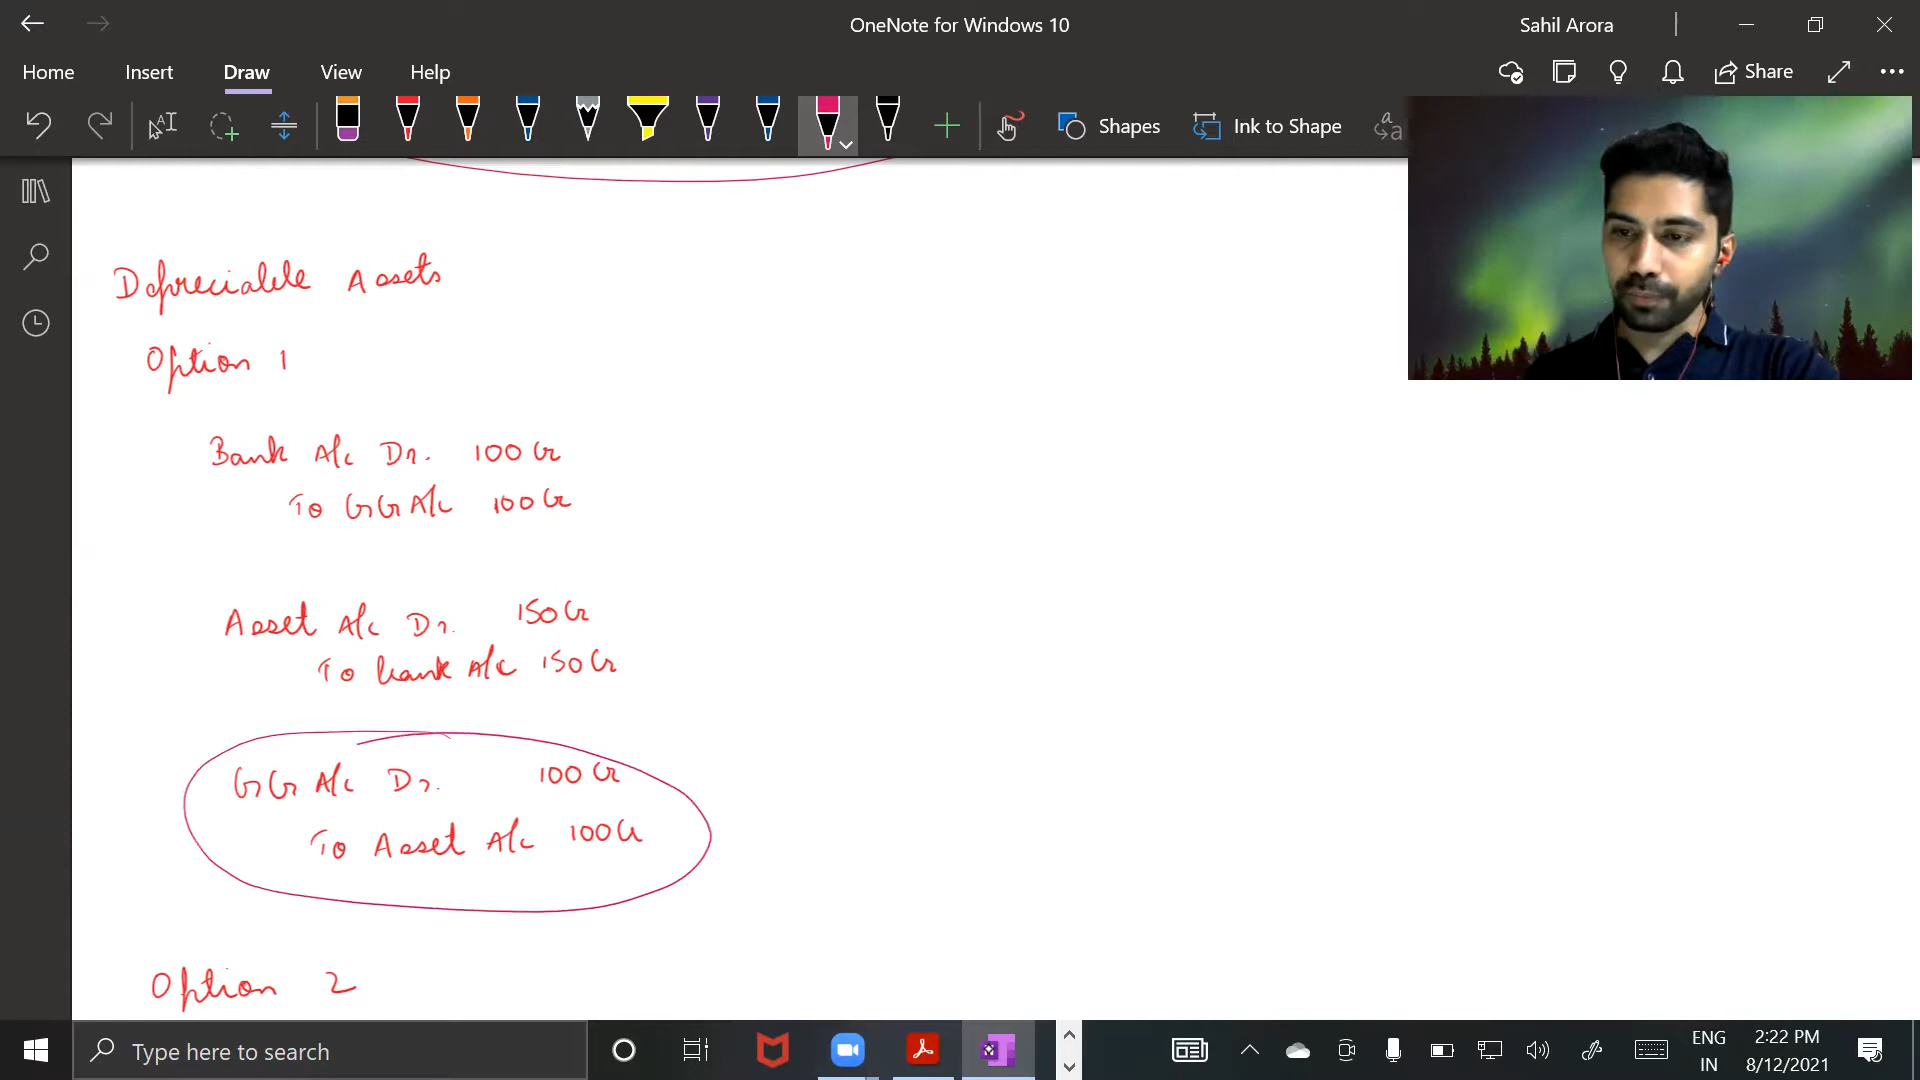 OneNote for Windows 10
Sahil Arora
Home Insert Draw View Help
Share
Shapes
Ink to Shape
Depreciable Assets
Option 1
Bank A/c Dr. 100 Cr
To GG A/c 100 Cr
Asset A/c Dr. 150 Cr
To bank A/c 150 Cr
GG A/c Dr. 100 Cr
To Asset A/c 100 Cr
Option 2
Type here to search
ENG
IN
2:22 PM
8/12/2021